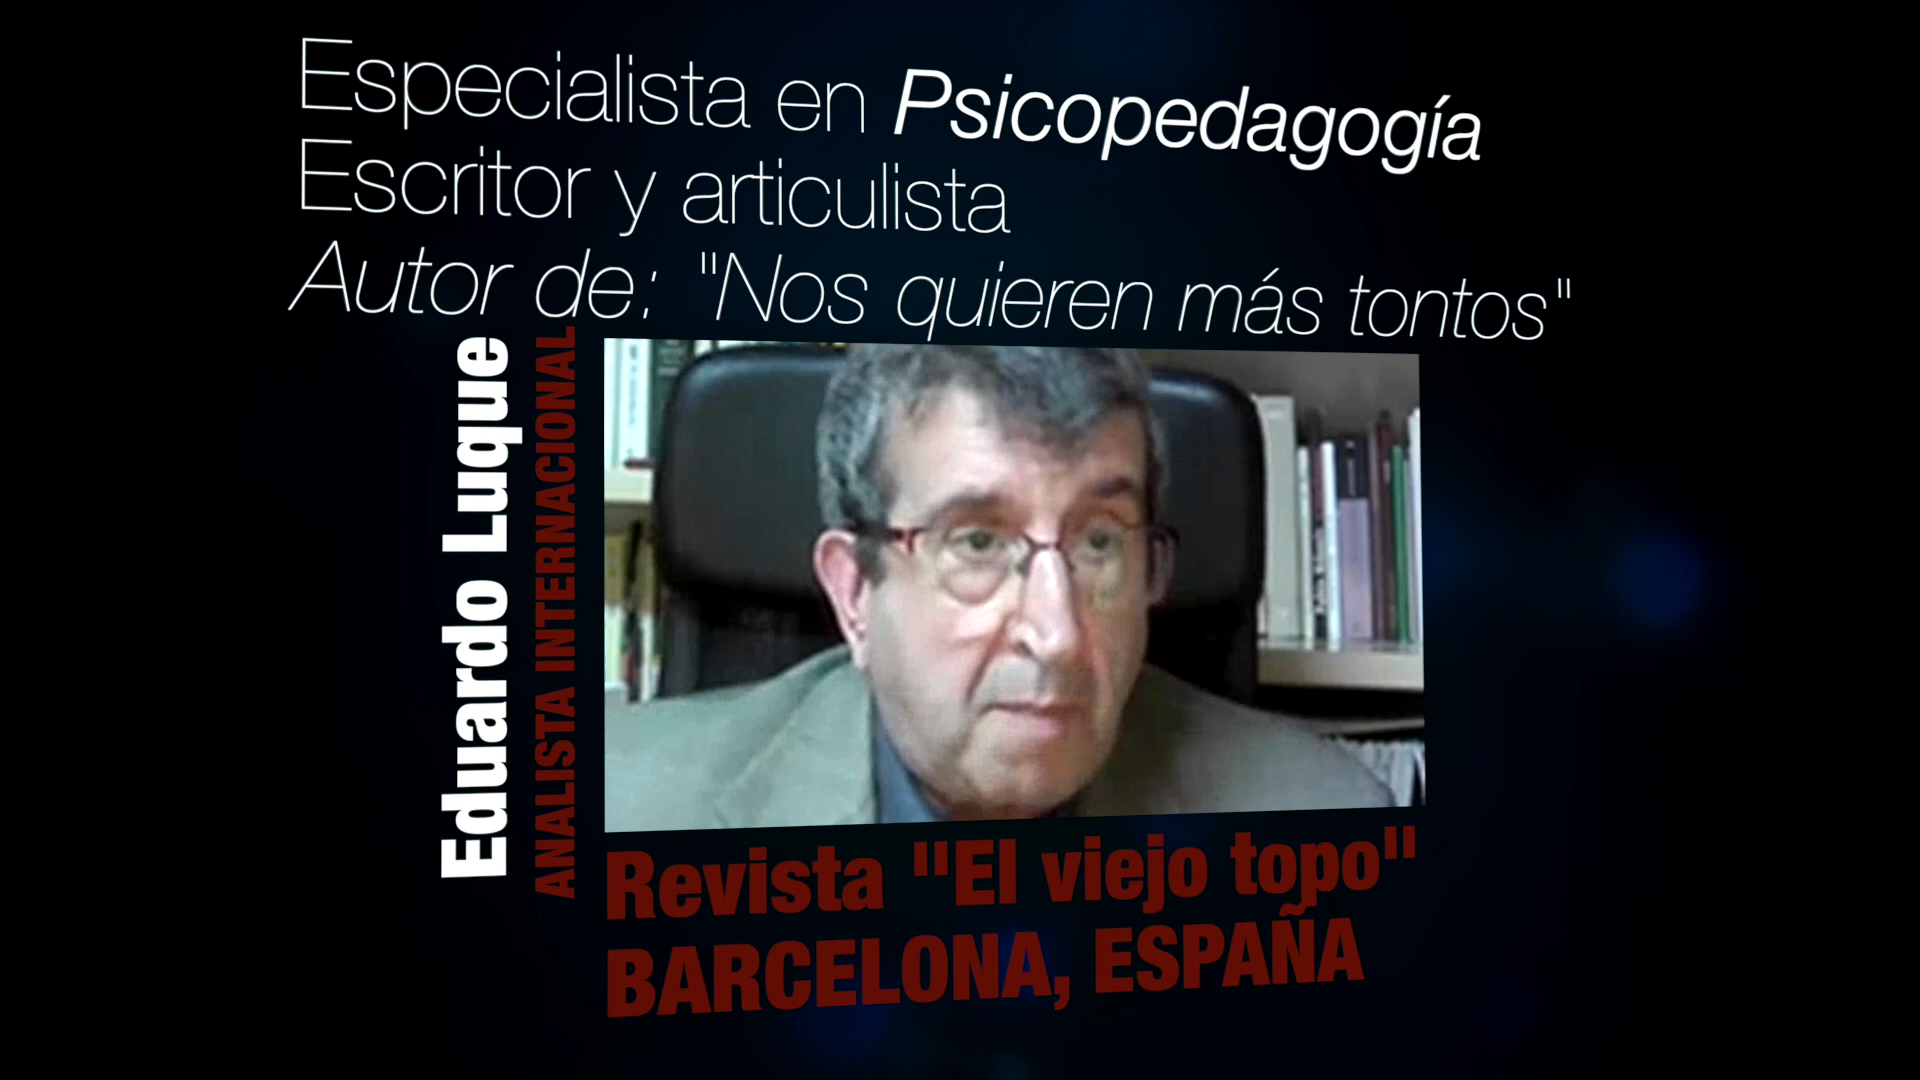 Especialista en Psicopedagogía
Escritor y articulista
Autor de: "Nos quieren más tontos"
Eduardo Luque
ANALISTA INTERNACIONAL
Revista "El viejo topo"
BARCELONA, ESPAÑA